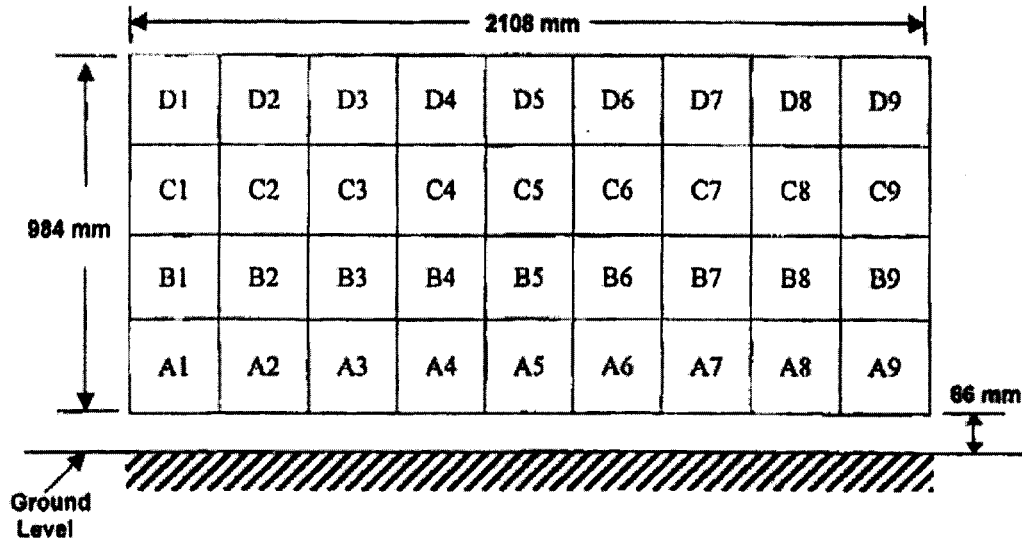 2108 mm
D1 D2 D3 D4 D5 D6 D7 D8 D9
C1 C2 C3 C4 C5 C6 C7 C8 C9
984 mm
B1 B2 B3 B4 B5 B6 B7 B8 B9
A1 A2 A3 A4 A5 A6 A7 A8 A9
66 mm
Ground
Level